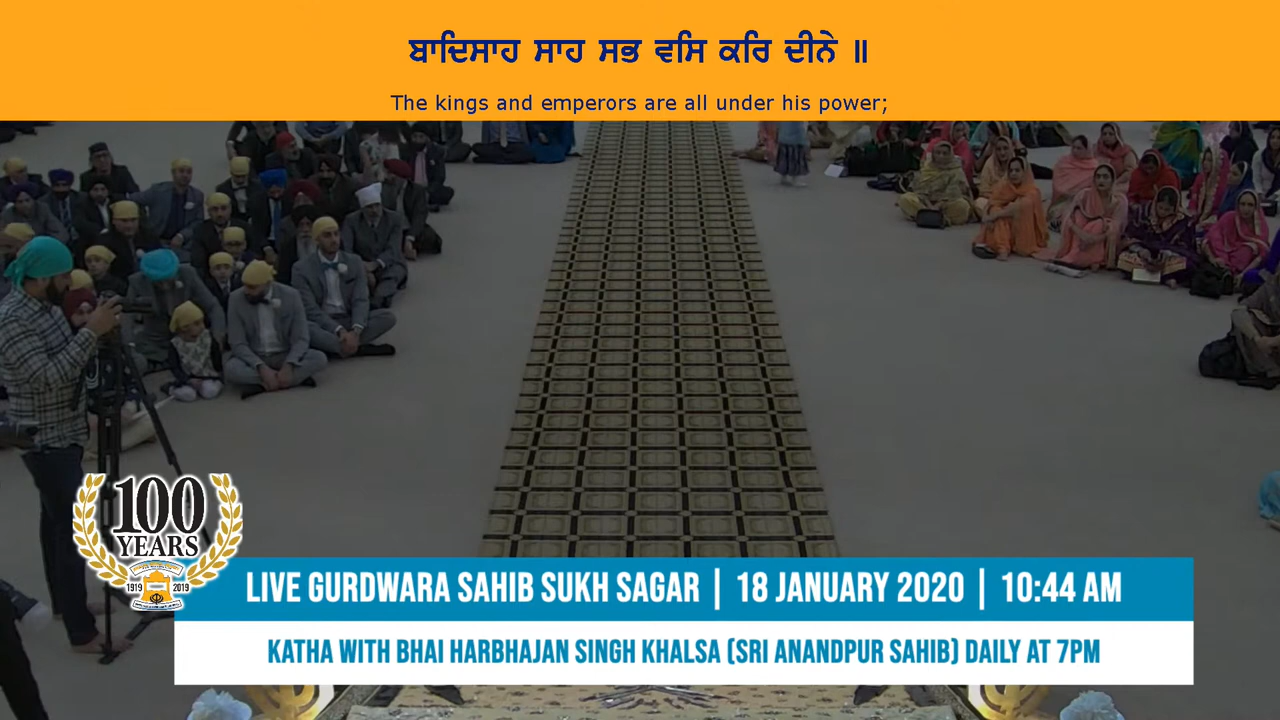 ਬਾਦਿਸਾਹ ਸਾਹ ਸਭ ਵਸਿ ਕਰਿ ਦੀਨੇ ॥
The kings and emperors are all under his power;
100
YEARS
1919 2019
LIVE GURDWARA SAHIB SUKH SAGAR | 18 JANUARY 2020 | 10:44 AM
KATHA WITH BHAI HARBHAJAN SINGH KHALSA (SRI ANANDPUR SAHIB) DAILY AT 7PM